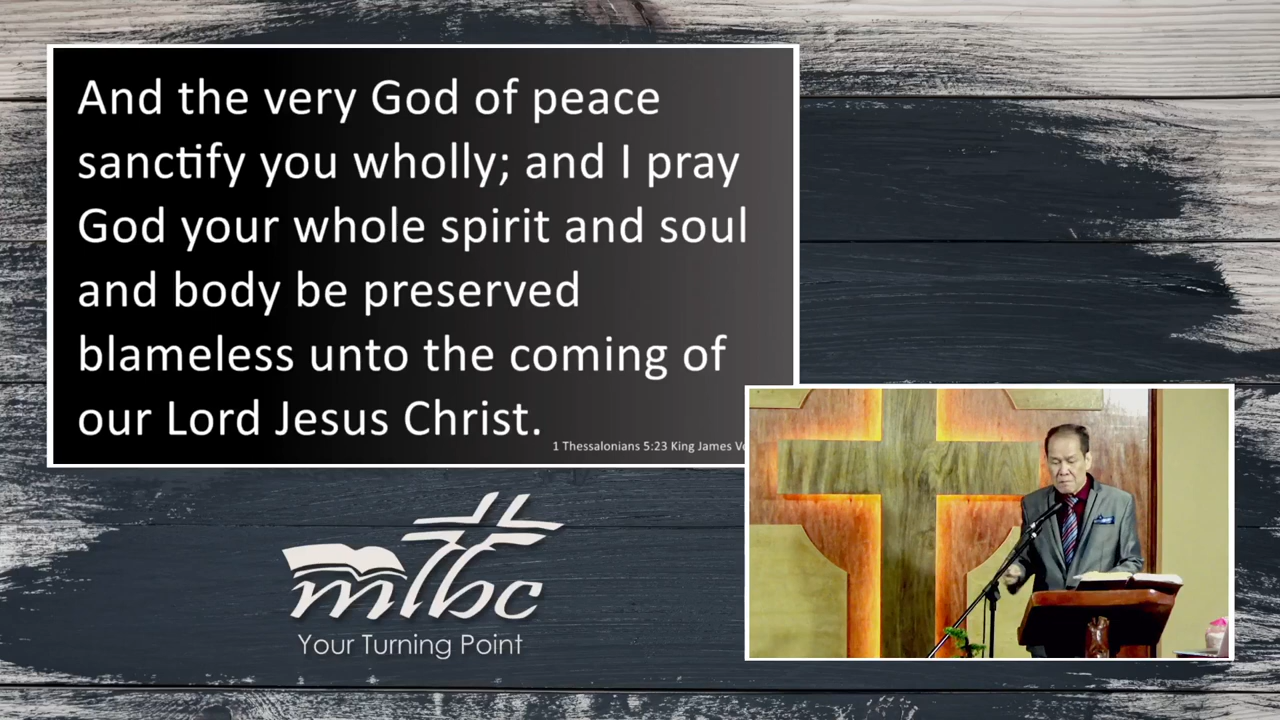 And the very God of peace
sanctify you wholly; and I pray
God your whole spirit and soul
and body be preserved
blameless unto the coming of
our Lord Jesus Christ.
1 Thessalonians 5:23 King James
mlbc
Your Turning Point